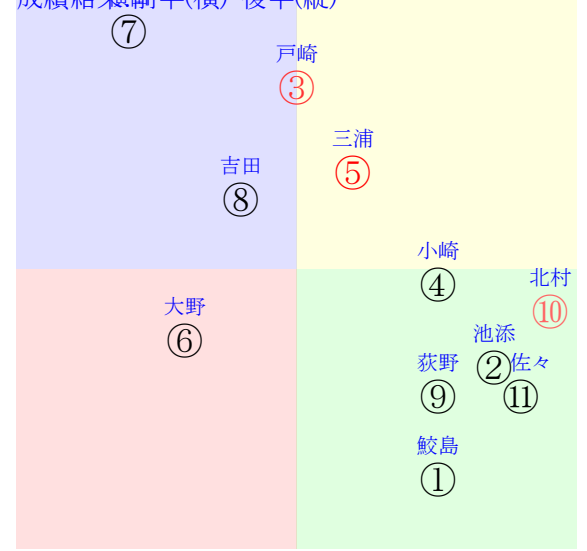 ⑦
戸崎
③
三浦
⑤
吉田
⑧
小崎
④
北村
⑩
大野
⑥
池添
②
佐々
⑪
荻野
⑨
鮫島
①